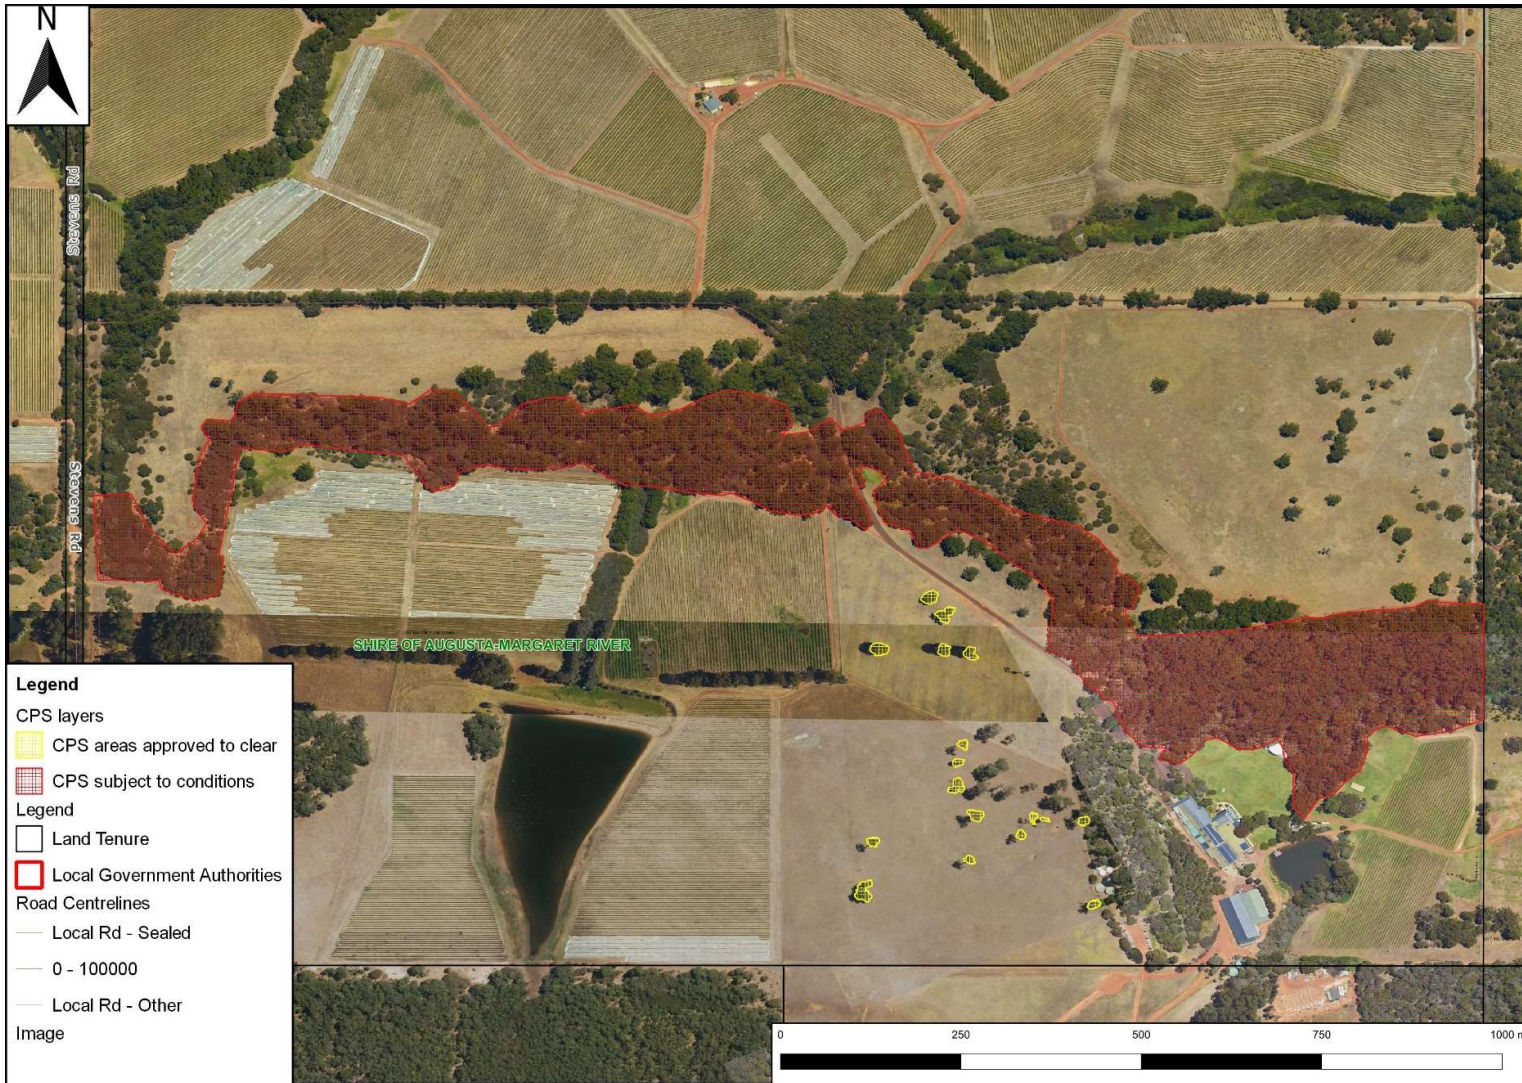 N
Stevens Rd
Stevens Rd
SHIRE OF AUGUSTA-MARGARET RIVER
Legend
CPS layers
CPS areas approved to clear
CPS subject to conditions
Legend
Land Tenure
Local Government Authorities
Road Centrelines
Local Rd - Sealed
0 - 100000
Local Rd - Other
Image
0 250 500 750 1000 m